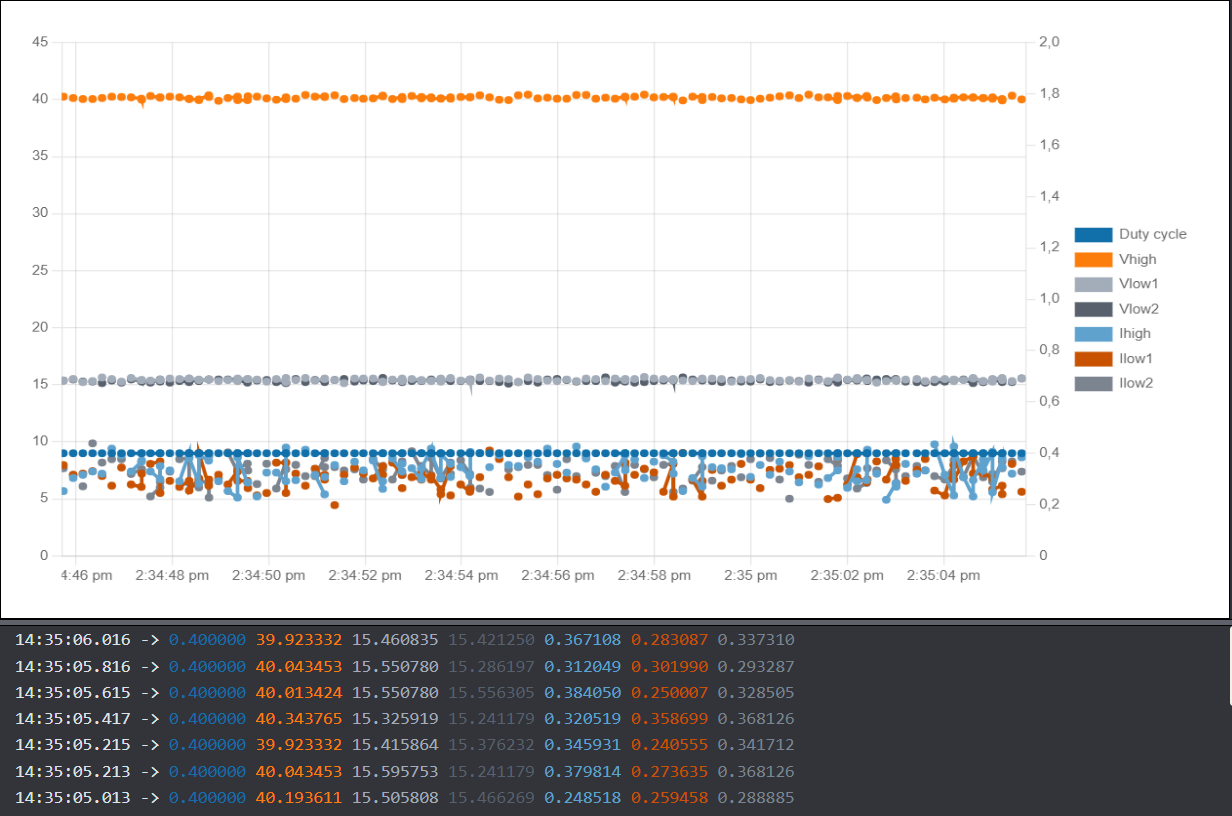 45
40
35
30
25
20
15
10
5
0
2,0
1,8
1,6
1,4
1,2
1,0
0,8
0,6
0,4
0,2
0
4:46 pm 2:34:48 pm 2:34:50 pm 2:34:52 pm 2:34:54 pm 2:34:56 pm 2:34:58 pm 2:35 pm 2:35:02 pm 2:35:04 pm
Duty cycle
Vhigh
Vlow1
Vlow2
Ihigh
Ilow1
Ilow2
14:35:06.016 -> 0.400000 39.923332 15.460835 15.421250 0.367108 0.283087 0.337310
14:35:05.816 -> 0.400000 40.043453 15.550780 15.286197 0.312049 0.301990 0.293287
14:35:05.615 -> 0.400000 40.013424 15.550780 15.556305 0.384050 0.250007 0.328505
14:35:05.417 -> 0.400000 40.343765 15.325919 15.241179 0.320519 0.358699 0.368126
14:35:05.215 -> 0.400000 39.923332 15.415864 15.376232 0.345931 0.240555 0.341712
14:35:05.213 -> 0.400000 40.043453 15.595753 15.241179 0.379814 0.273635 0.368126
14:35:05.013 -> 0.400000 40.193611 15.505808 15.466269 0.248518 0.259458 0.288885